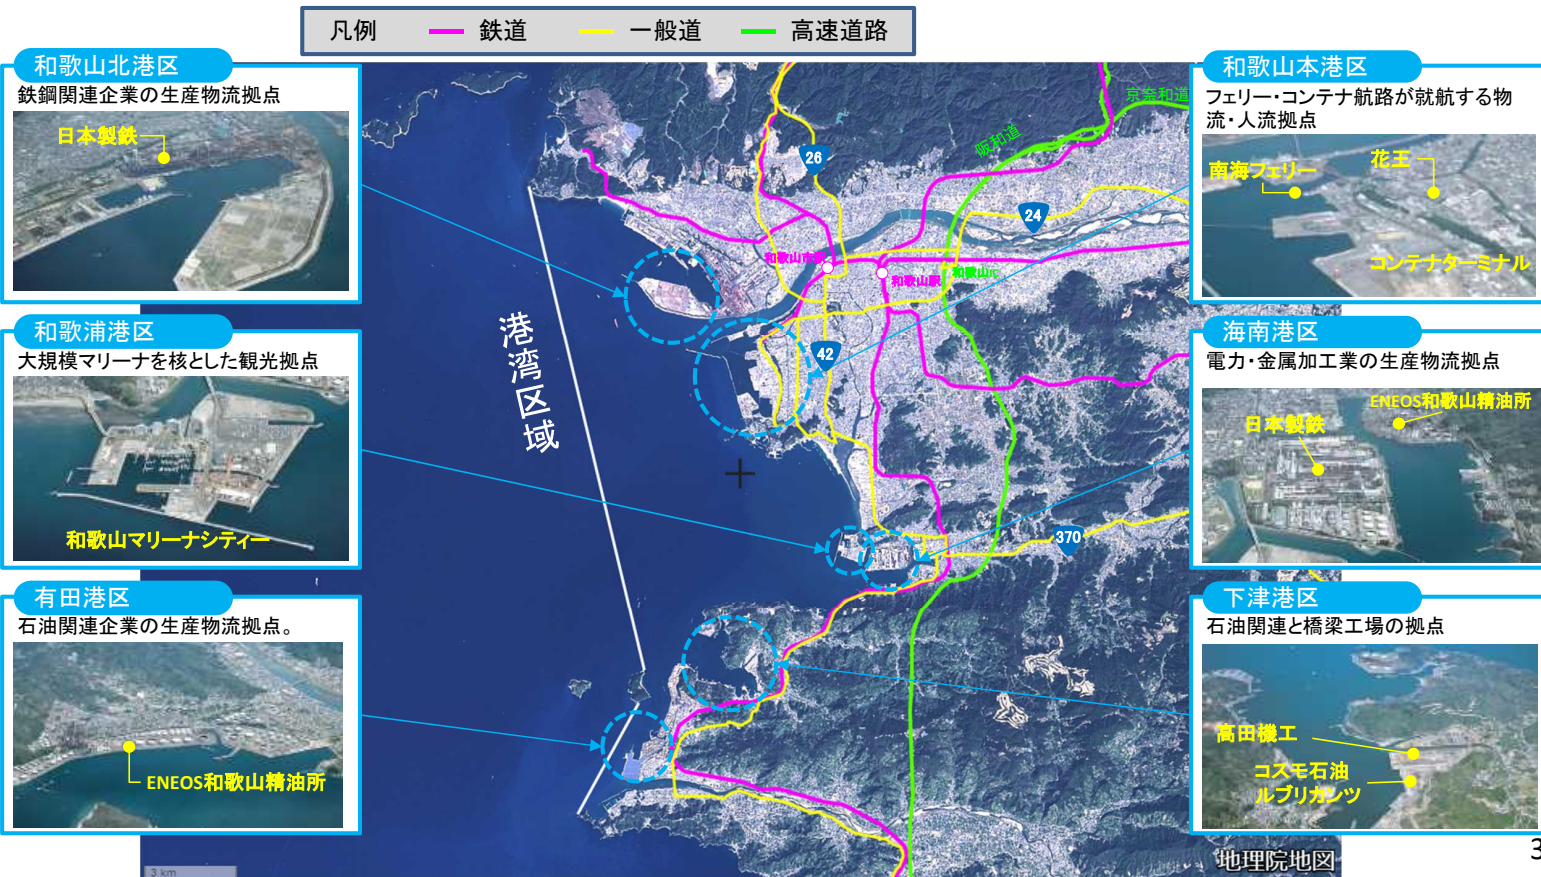 凡例 鉄道 一般道 高速道路
和歌山北港区
鉄鋼関連企業の生産物流拠点
日本製鉄
和歌浦港区
大規模マリーナを核とした観光拠点
和歌山マリーナシティー
有田港区
石油関連企業の生産物流拠点。
ENEOS和歌山精油所
港湾区域
26
24
42
370
阪和道
京奈和道
和歌山市駅
和歌山駅
和歌山IC
3 km
和歌山本港区
フェリー・コンテナ航路が就航する物
流・人流拠点
南海フェリー
花王
コンテナターミナル
海南港区
電力・金属加工業の生産物流拠点
ENEOS和歌山精油所
日本製鉄
下津港区
石油関連と橋梁工場の拠点
高田機工
コスモ石油
ルブリカンツ
地理院地図
3